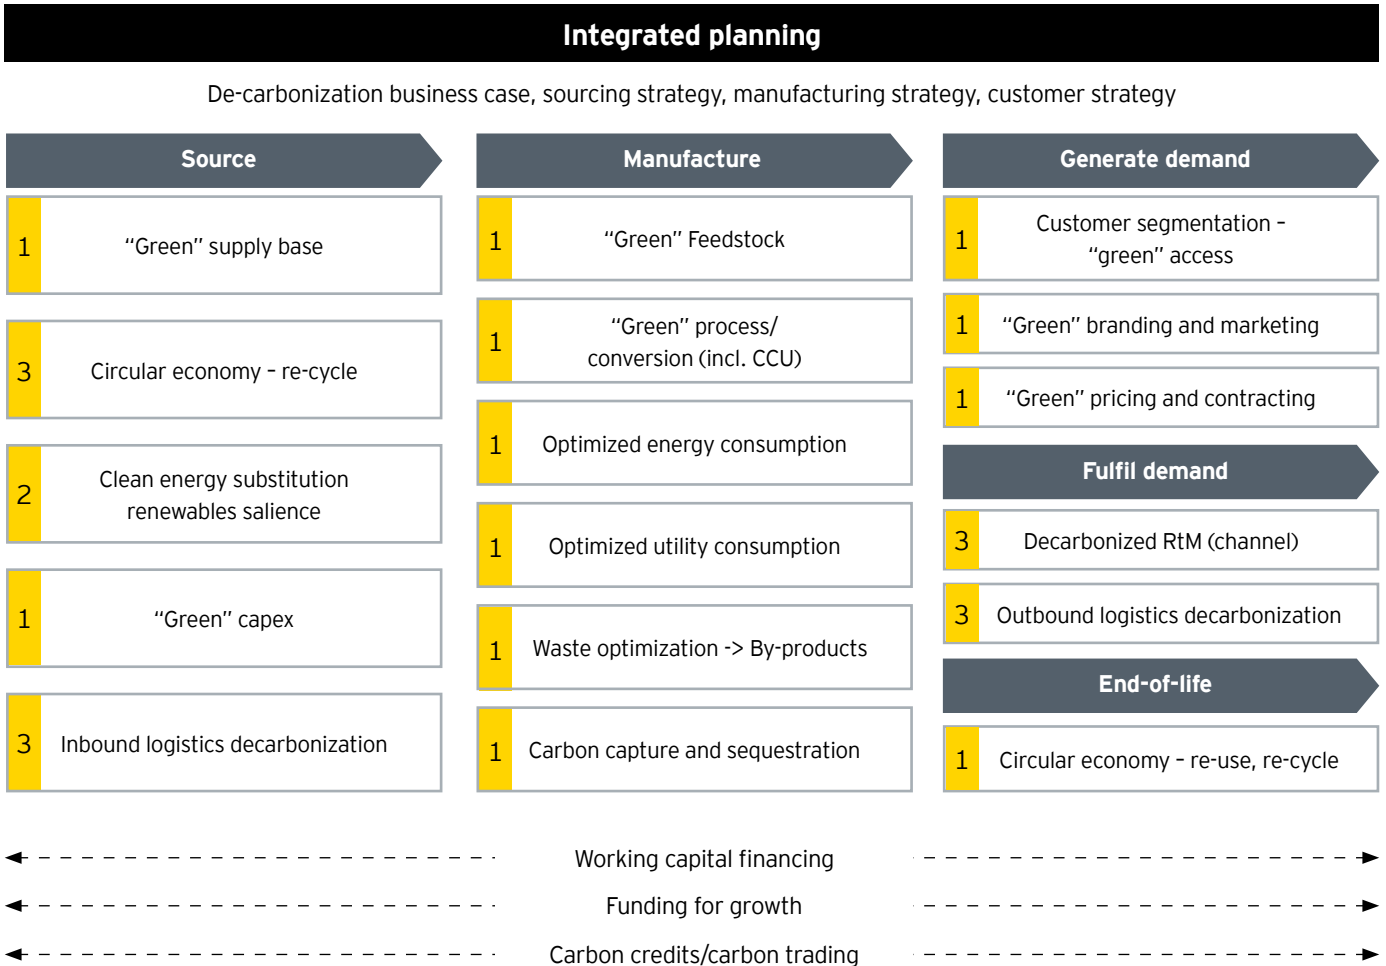 Integrated planning
De-carbonization business case, sourcing strategy, manufacturing strategy, customer strategy
Source
1
“Green” supply base
3
Circular economy – re-cycle
2
Clean energy substitution
renewables salience
1
“Green” capex
3
Inbound logistics decarbonization
Manufacture
1
“Green” Feedstock
1
“Green” process/
conversion (incl. CCU)
1
Optimized energy consumption
1
Optimized utility consumption
1
Waste optimization -> By-products
1
Carbon capture and sequestration
Generate demand
1
Customer segmentation –
“green” access
1
“Green” branding and marketing
1
“Green” pricing and contracting
Fulfil demand
3
Decarbonized RtM (channel)
3
Outbound logistics decarbonization
End-of-life
1
Circular economy – re-use, re-cycle
Working capital financing
Funding for growth
Carbon credits/carbon trading